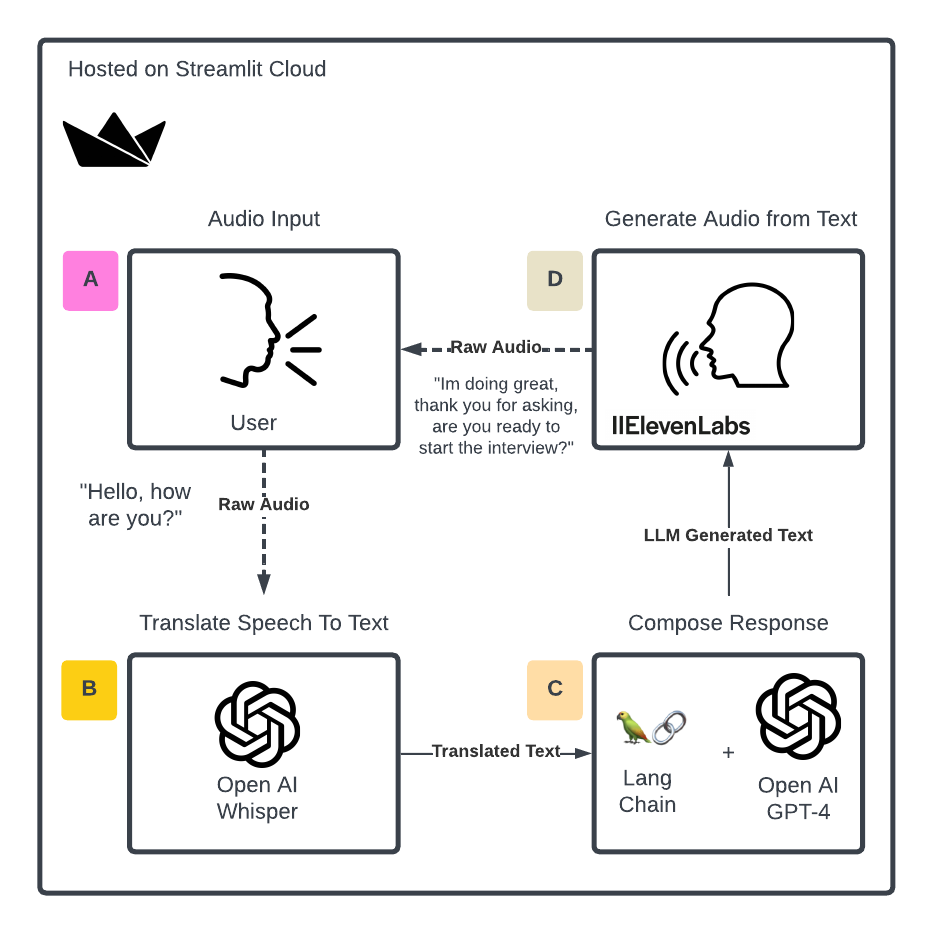 Hosted on Streamlit Cloud
Audio Input
A
User
Generate Audio from Text
D
IIElevenLabs
Raw Audio
"Im doing great,
thank you for asking,
are you ready to
start the interview?"
"Hello, how
are you?"
Raw Audio
LLM Generated Text
Translate Speech To Text
B
Open AI
Whisper
Translated Text
Compose Response
C
Lang
Chain
+
Open AI
GPT-4